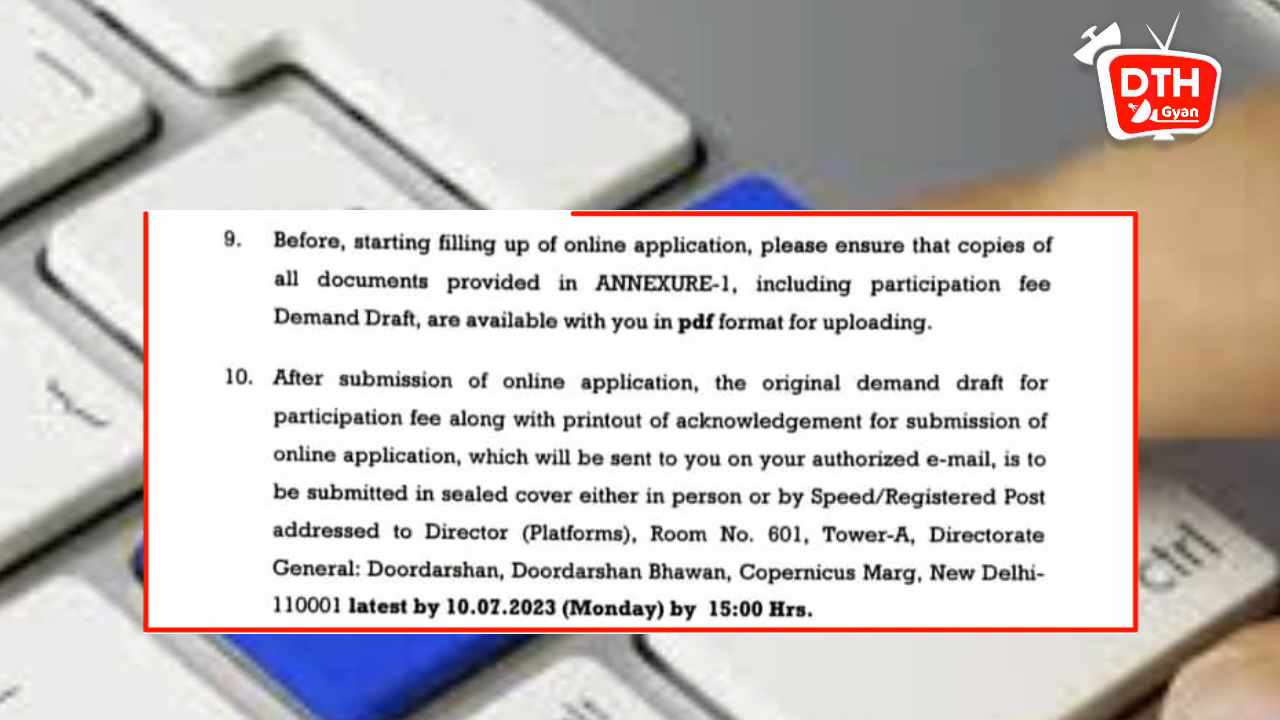 DTH
Gyan
9. Before, starting filling up of online application, please ensure that copies of
all documents provided in ANNEXURE-1, including participation fee
Demand Draft, are available with you in pdf format for uploading.
10. After submission of online application, the original demand draft for
participation fee along with printout of acknowledgement for submission of
online application, which will be sent to you on your authorized e-mail, is to
be submitted in sealed cover either in person or by Speed/Registered Post
addressed to Director (Platforms), Room No. 601, Tower-A, Directorate
General: Doordarshan, Doordarshan Bhawan, Copernicus Marg, New Delhi-
110001 latest by 10.07.2023 (Monday) by 15:00 Hrs.
ctrl